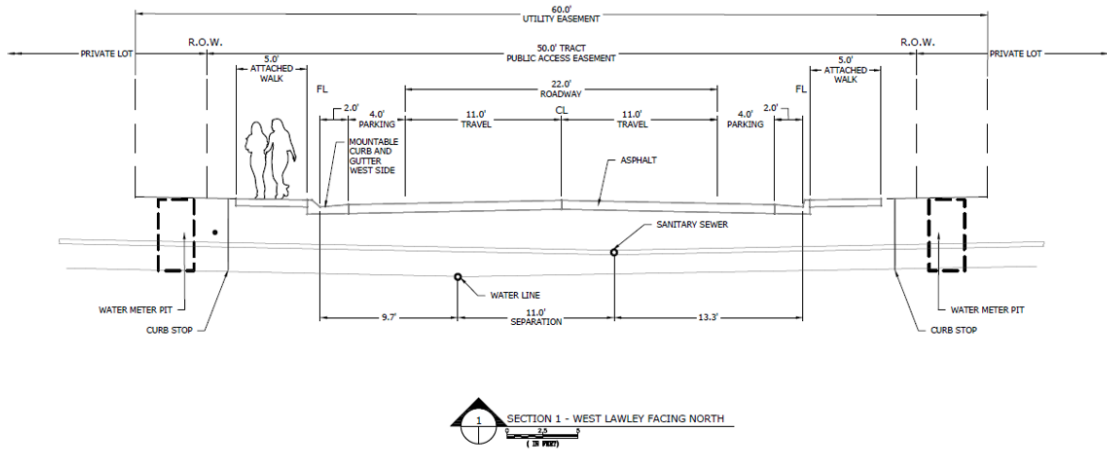 60.0'
UTILITY EASEMENT
PRIVATE LOT
R.O.W.
50.0' TRACT
PUBLIC ACCESS EASEMENT
R.O.W.
PRIVATE LOT
5.0'
ATTACHED
WALK
5.0'
ATTACHED
WALK
FL
22.0'
ROADWAY
FL
2.0'
4.0'
PARKING
11.0'
TRAVEL
CL
11.0'
TRAVEL
4.0'
PARKING
2.0'
MOUNTABLE
CURB AND
GUTTER
WEST SIDE
ASPHALT
SANITARY SEWER
WATER LINE
WATER METER PIT
CURB STOP
9.7'
11.0'
SEPARATION
13.3'
WATER METER PIT
CURB STOP
1
SECTION 1 - WEST LAWLEY FACING NORTH
0 2.5 5
( IN FEET)